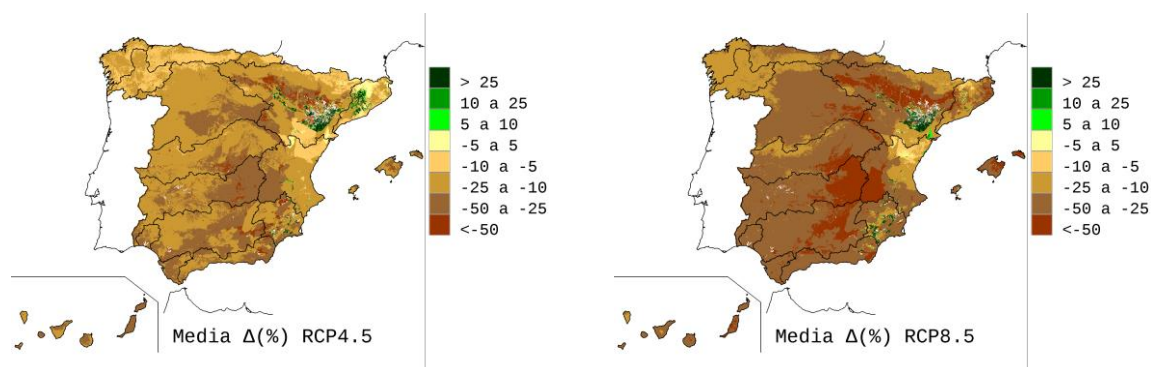 > 25
10 a 25
5 a 10
-5 a 5
-10 a -5
-25 a -10
-50 a -25
<-50
Media Δ(%) RCP4.5
> 25
10 a 25
5 a 10
-5 a 5
-10 a -5
-25 a -10
-50 a -25
<-50
Media Δ(%) RCP8.5